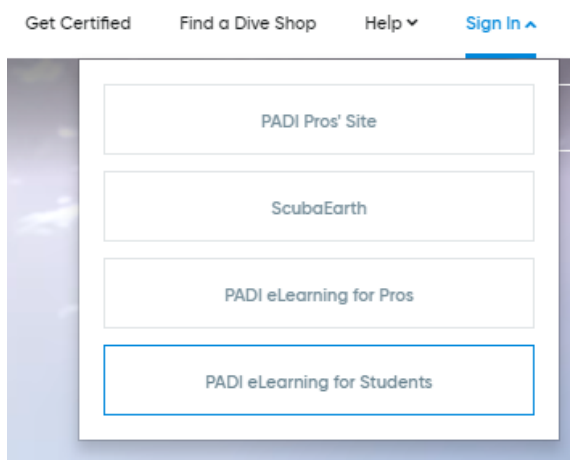 Get Certified Find a Dive Shop Help Sign In
PADI Pros' Site
ScubaEarth
PADI eLearning for Pros
PADI eLearning for Students